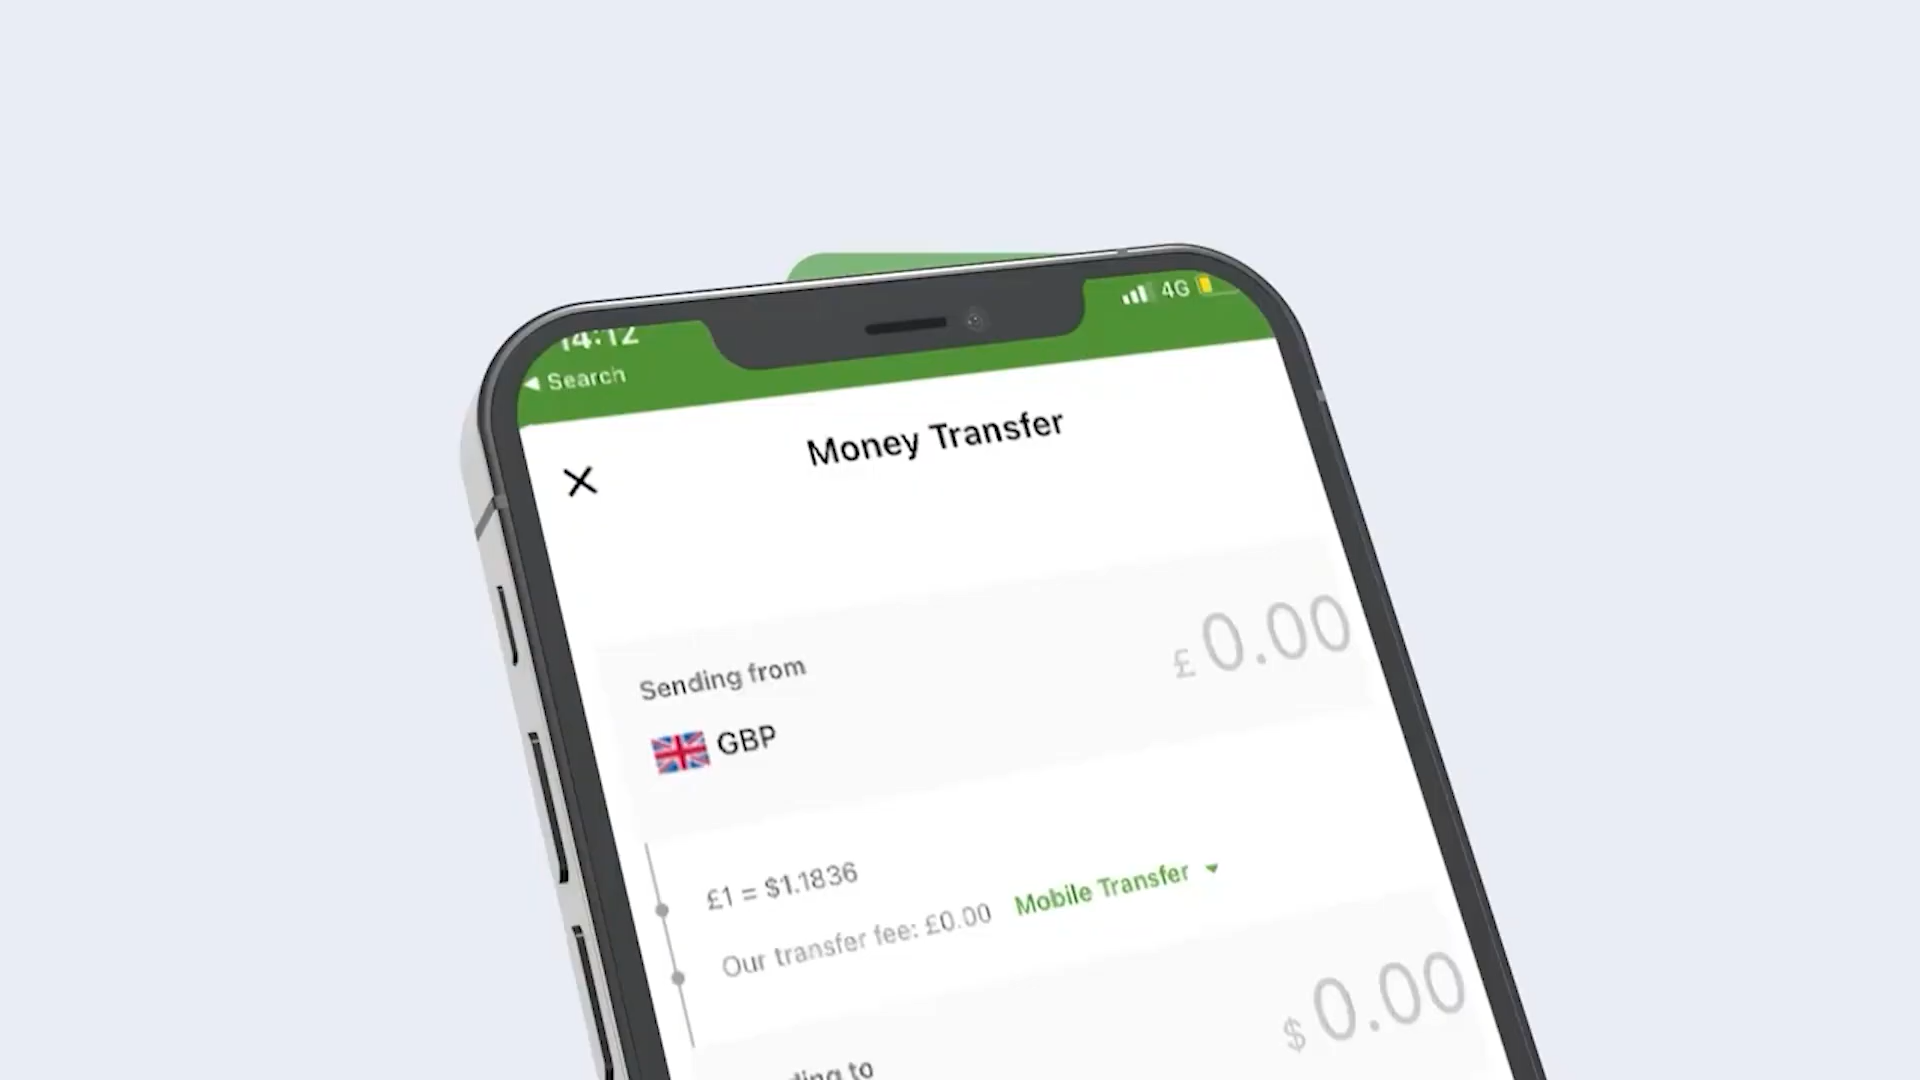 14:12
4G
◀ Search
Money Transfer
Sending from
£0.00
GBP
£1 = $1.1836
Our transfer fee: £0.00 Mobile Transfer
$0.00
to